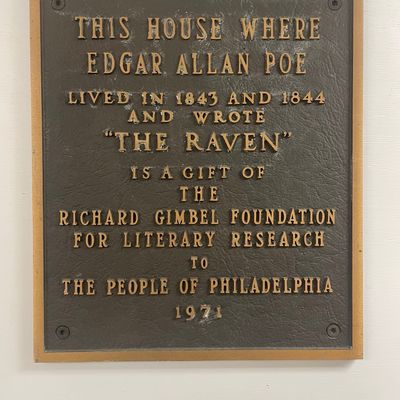 THIS HOUSE WHERE
EDGAR ALLAN POE
LIVED IN 1843 AND 1844
AND WROTE
"THE RAVEN"
IS A GIFT OF
THE
RICHARD GIMBEL FOUNDATION
FOR LITERARY RESEARCH
TO
THE PEOPLE OF PHILADELPHIA
1971